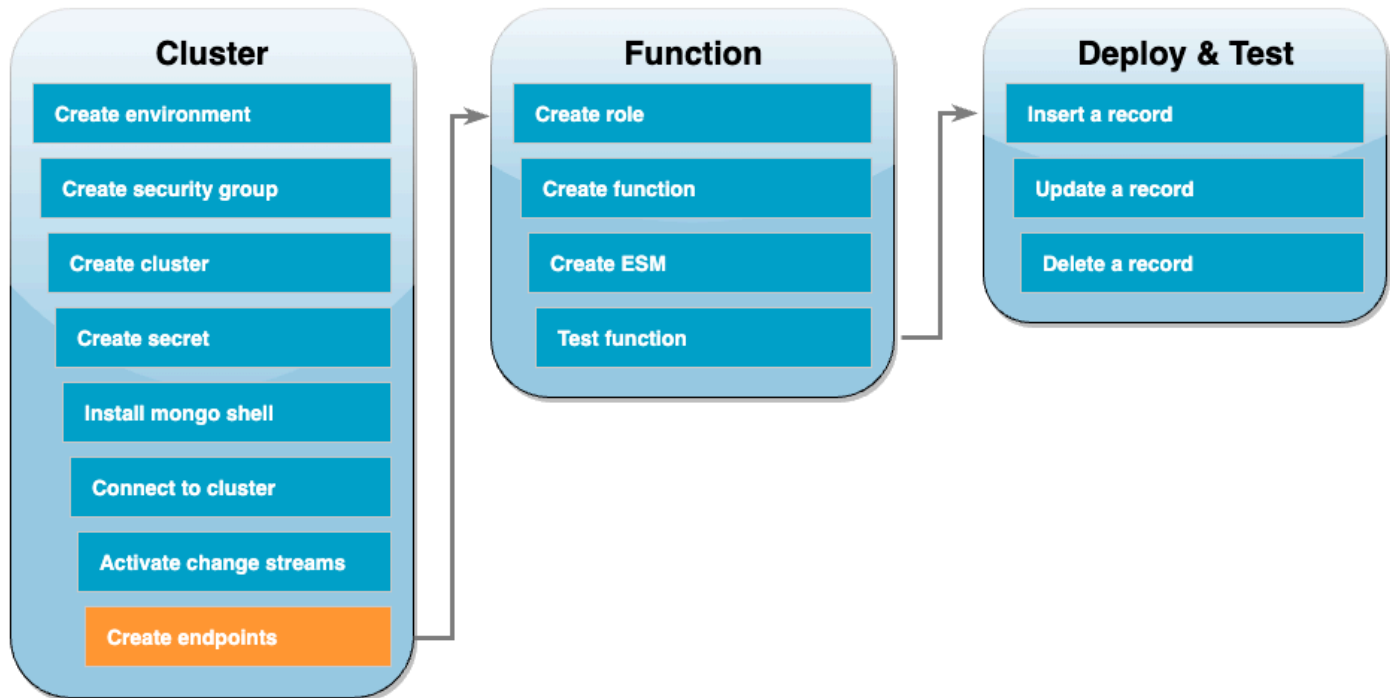 Cluster
Create environment
Create security group
Create cluster
Create secret
Install mongo shell
Connect to cluster
Activate change streams
Create endpoints
Function
Create role
Create function
Create ESM
Test function
Deploy & Test
Insert a record
Update a record
Delete a record